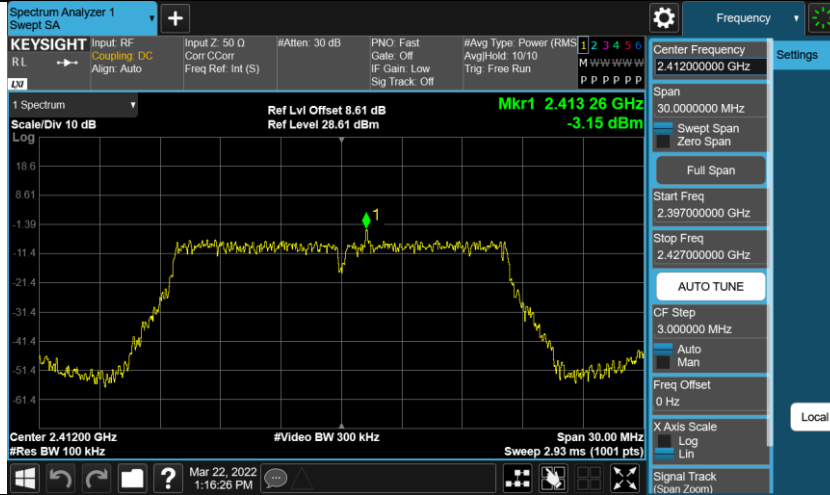 Spectrum Analyzer 1
Swept SA
+
Frequency
KEYSIGHT
RL
LXI
Input: RF
Coupling: DC
Align: Auto
Input Z: 50 Ω
Corr CCorr
Freq Ref: Int (S)
#Atten: 30 dB
PNO: Fast
Gate: Off
IF Gain: Low
Sig Track: Off
#Avg Type: Power (RMS
Avg|Hold: 10/10
Trig: Free Run
1 2 3 4 5 6
M W W W W W
P P P P P P
1 Spectrum
Scale/Div 10 dB
Log
Ref Lvl Offset 8.61 dB
Ref Level 28.61 dBm
Mkr1 2.413 26 GHz
-3.15 dBm
18.6
8.61
-1.39
-11.4
-21.4
-31.4
-41.4
-51.4
-61.4
1
Center 2.41200 GHz
#Res BW 100 kHz
#Video BW 300 kHz
Span 30.00 MHz
Sweep 2.93 ms (1001 pts)
?
Mar 22, 2022
1:16:26 PM
Center Frequency
2.412000000 GHz
Span
30.0000000 MHz
Swept Span
Zero Span
Full Span
Start Freq
2.397000000 GHz
Stop Freq
2.427000000 GHz
AUTO TUNE
CF Step
3.000000 MHz
Auto
Man
Freq Offset
0 Hz
X Axis Scale
Log
Lin
Signal Track
(Span Zoom)
Settings
Local